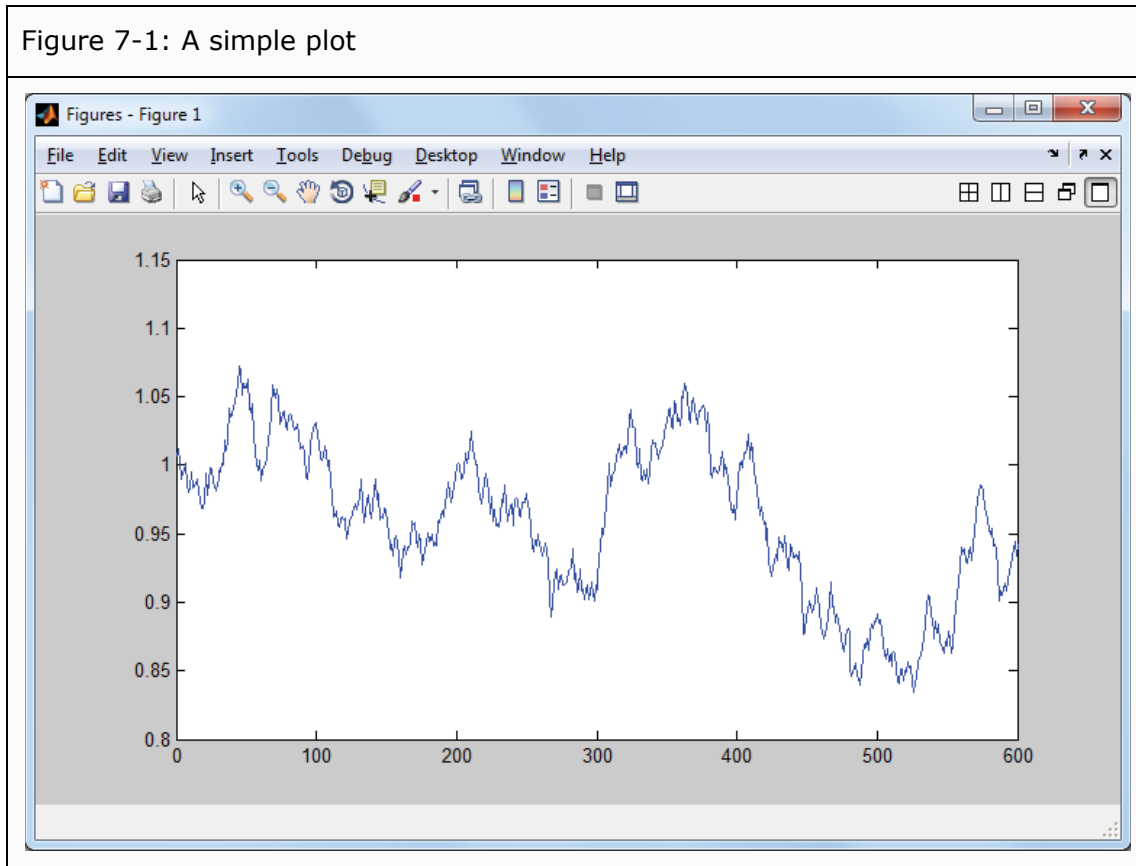 Figure 7-1: A simple plot
Figures - Figure 1
File Edit View Insert Tools Debug Desktop Window Help
1.15
1.1
1.05
1
0.95
0.9
0.85
0.8
0 100 200 300 400 500 600